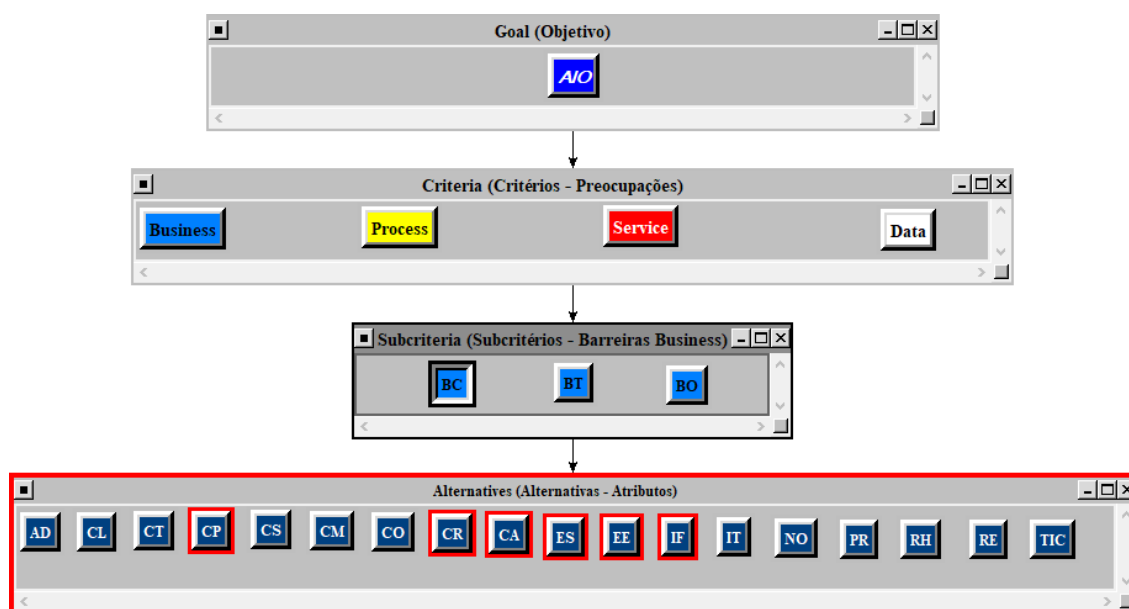 Goal (Objetivo)
AIO
Criteria (Critérios - Preocupações)
Business Process Service Data
Subcriteria (Subcritérios - Barreiras Business)
BC BT BO
Alternatives (Alternativas - Atributos)
AD CL CT CP CS CM CO CR CA ES EE IF IT NO PR RH RE TIC